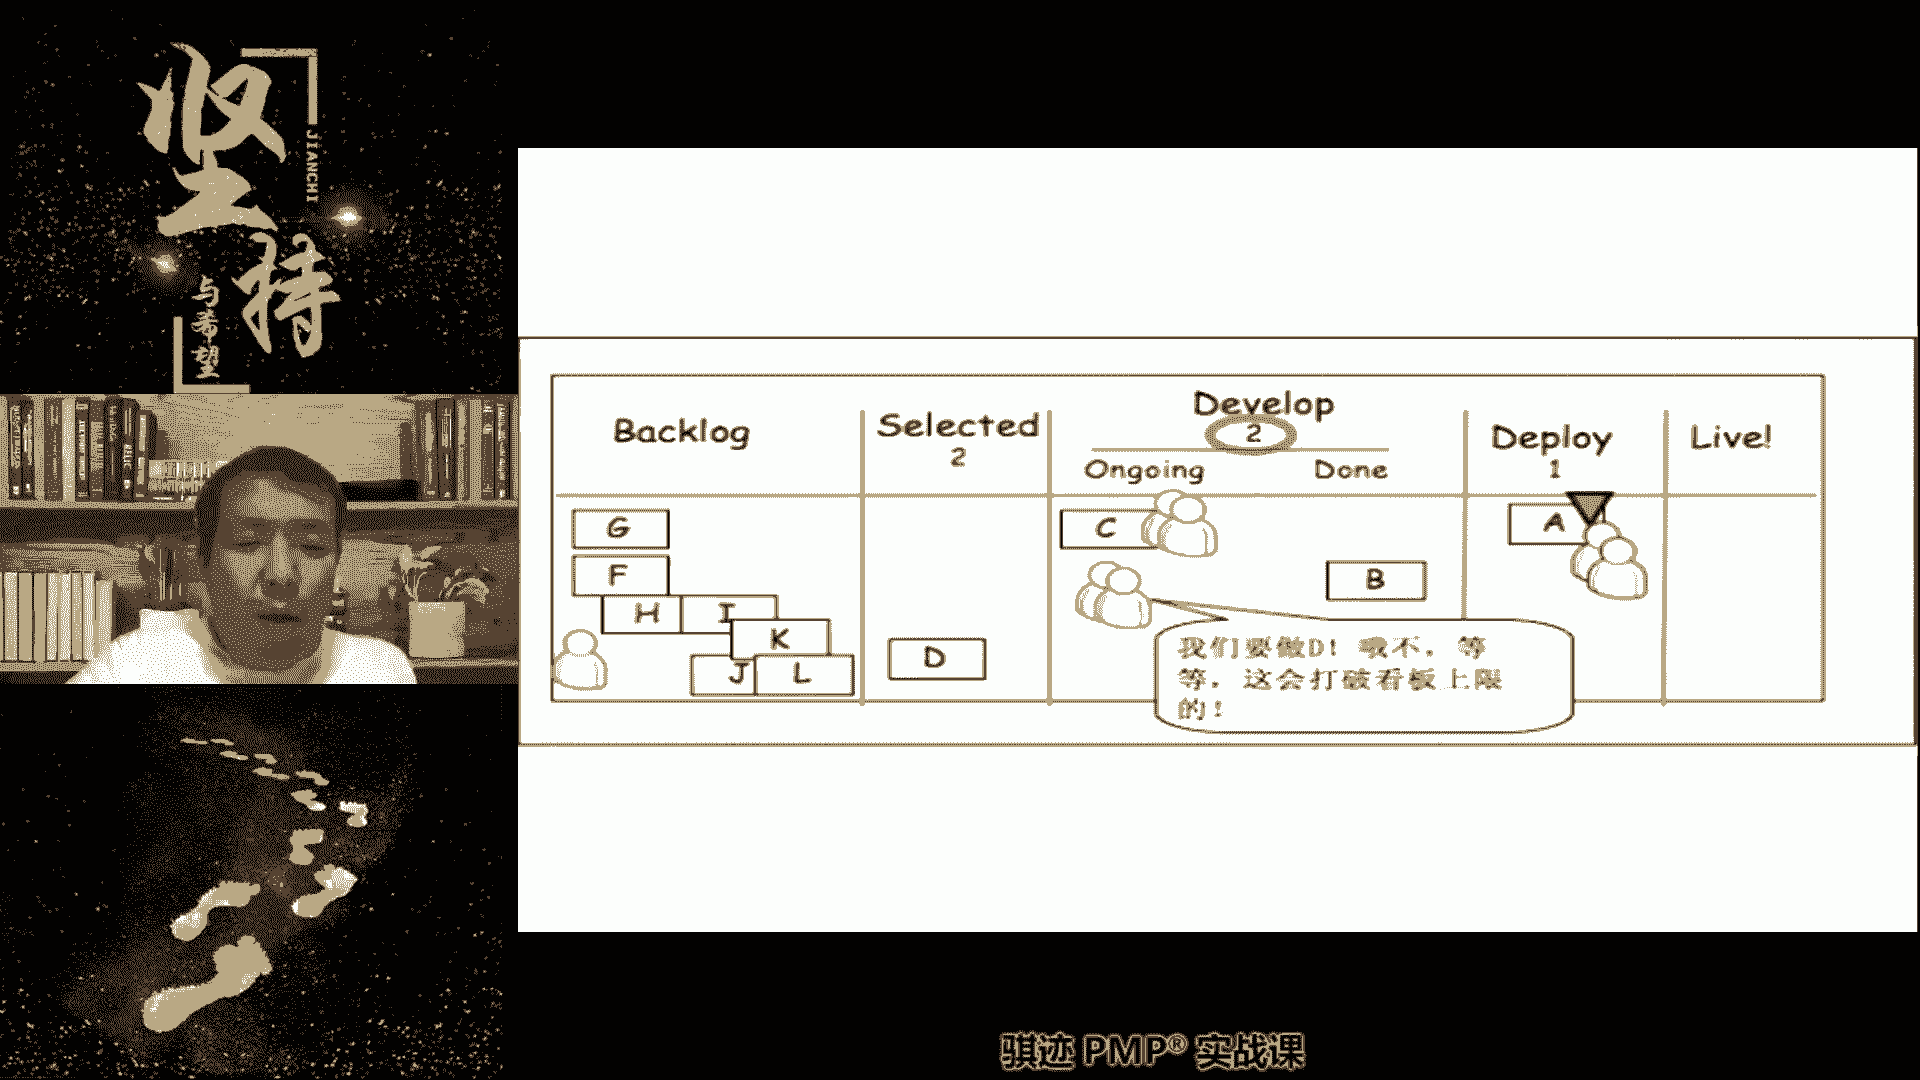 坚持
JIANCHI
与希望
Backlog
Selected
2
Develop
2
Ongoing
Done
Deploy
1
Live!
G
F
H
I
K
J
L
D
C
B
A
我们要做D！哦不，等
等，这会打破看板上限
的！
骐迹 PMP® 实战课